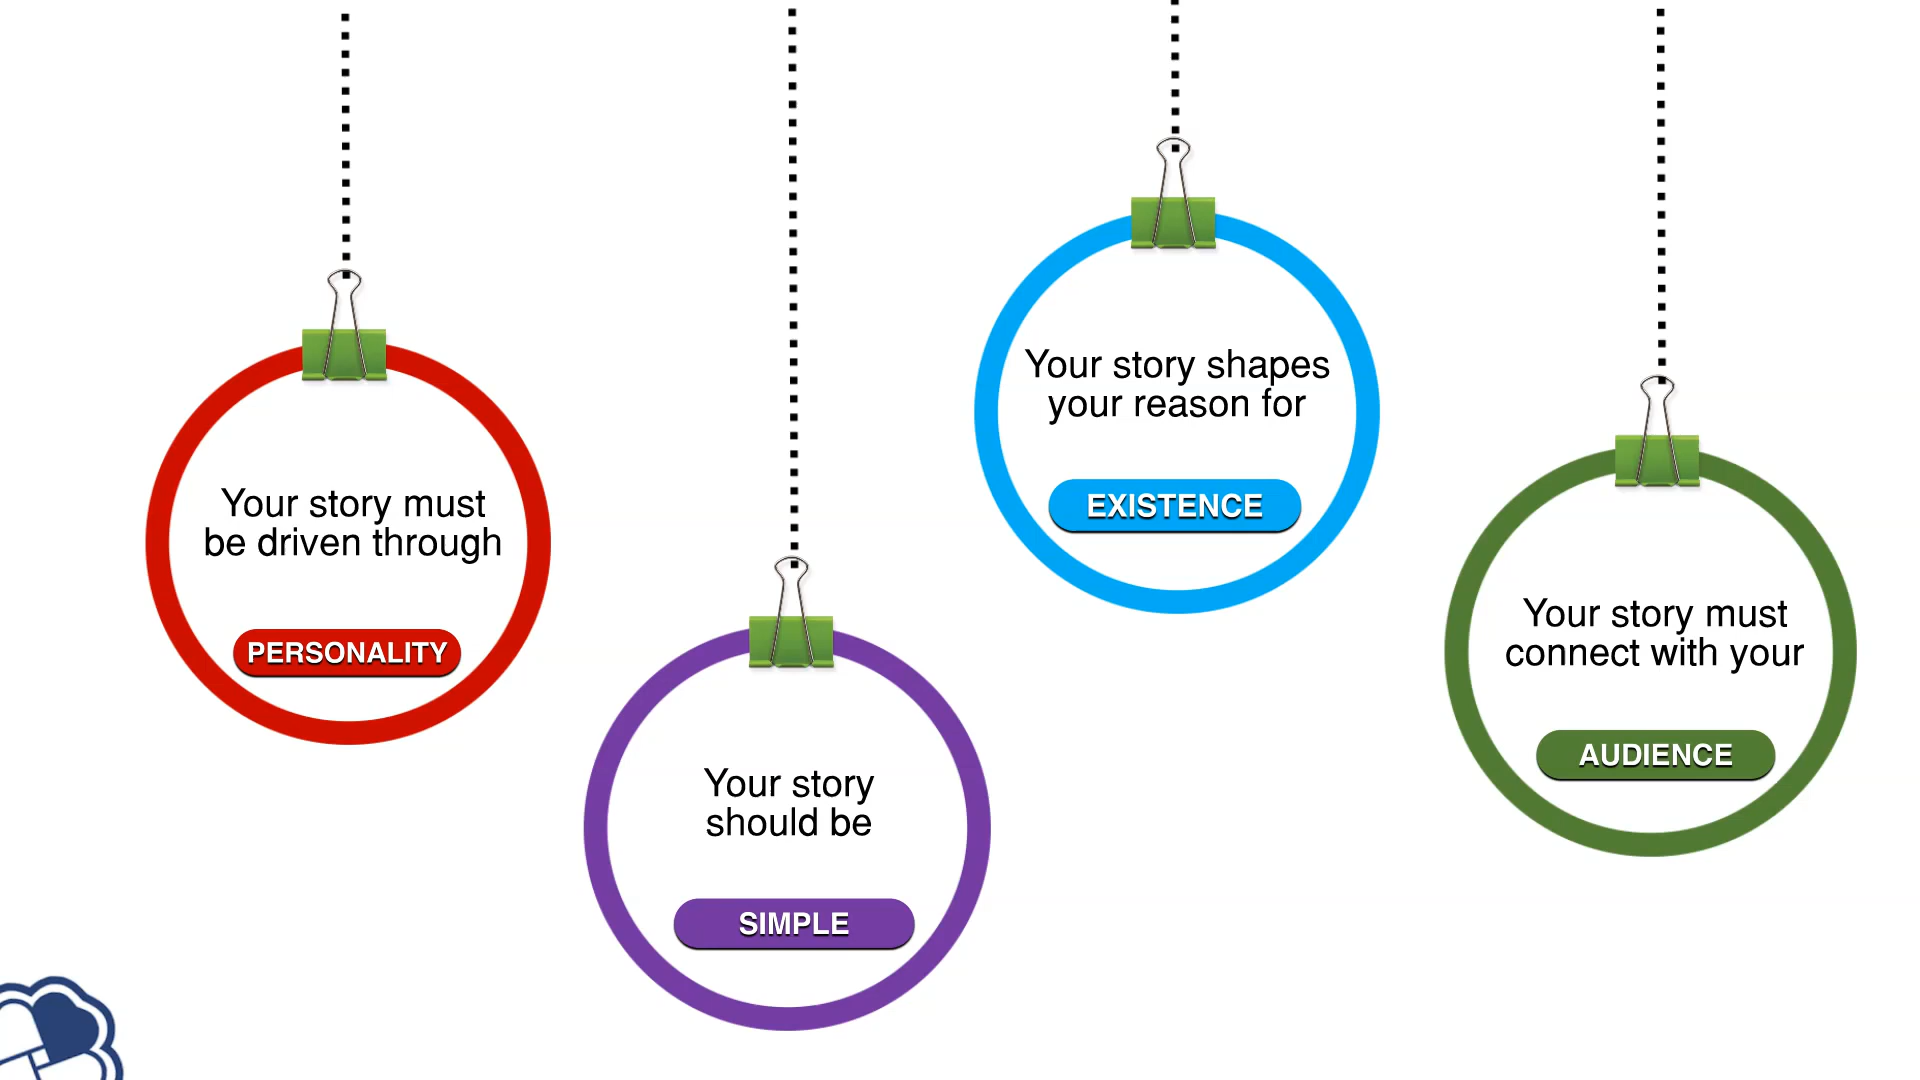 Your story must
be driven through
PERSONALITY
Your story
should be
SIMPLE
Your story shapes
your reason for
EXISTENCE
Your story must
connect with your
AUDIENCE